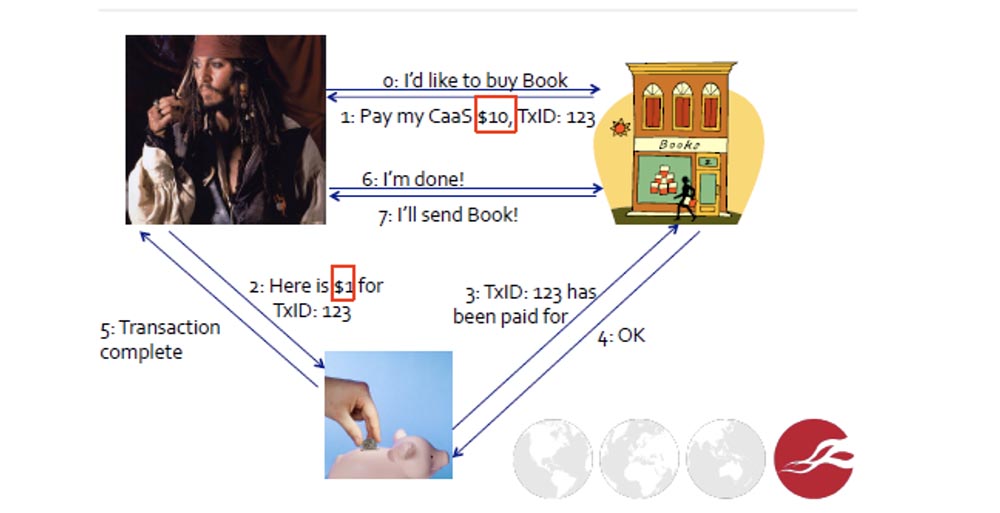 0: I'd like to buy Book
1: Pay my CaaS $10, TxID: 123
Books
2
6: I'm done!
7: I'll send Book!
2: Here is $1 for
TxID: 123
3: TxID: 123 has
been paid for
5: Transaction
complete
4: OK